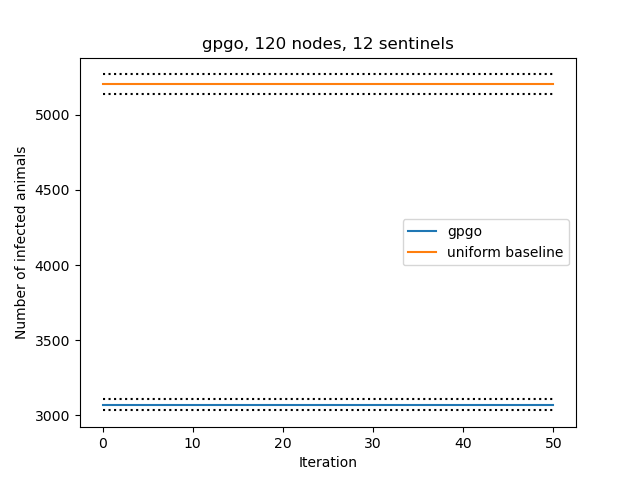 gpgo, 120 nodes, 12 sentinels
Number of infected animals
5000
4500
4000
3500
3000
gpgo
uniform baseline
0 10 20 30 40 50
Iteration